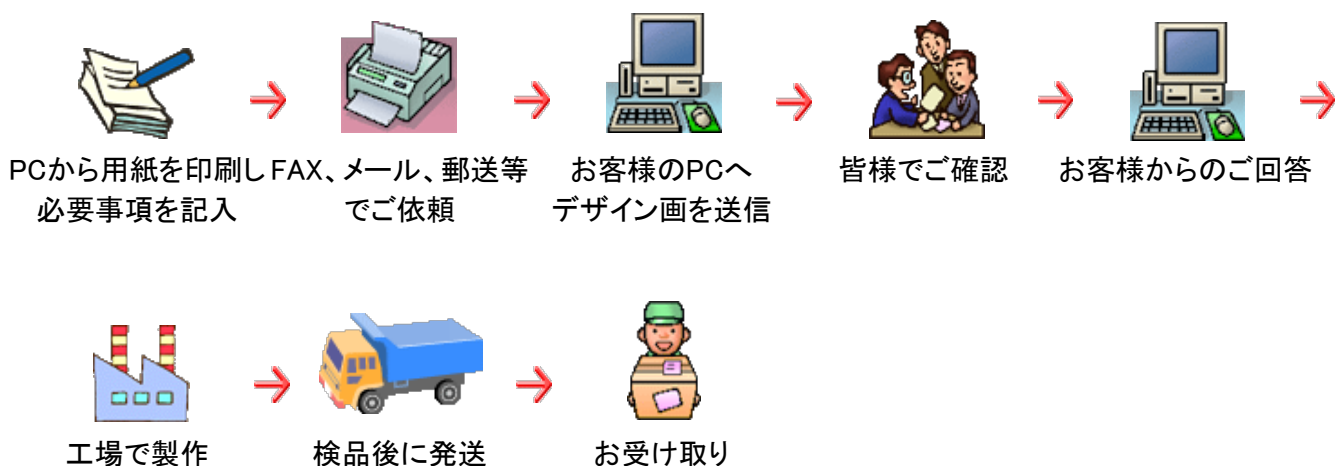 PCから用紙を印刷し
必要事項を記入
FAX、メール、郵送等
でご依頼
お客様のPCへ
デザイン画を送信
皆様でご確認
お客様からのご回答
工場で製作
検品後に発送
お受け取り